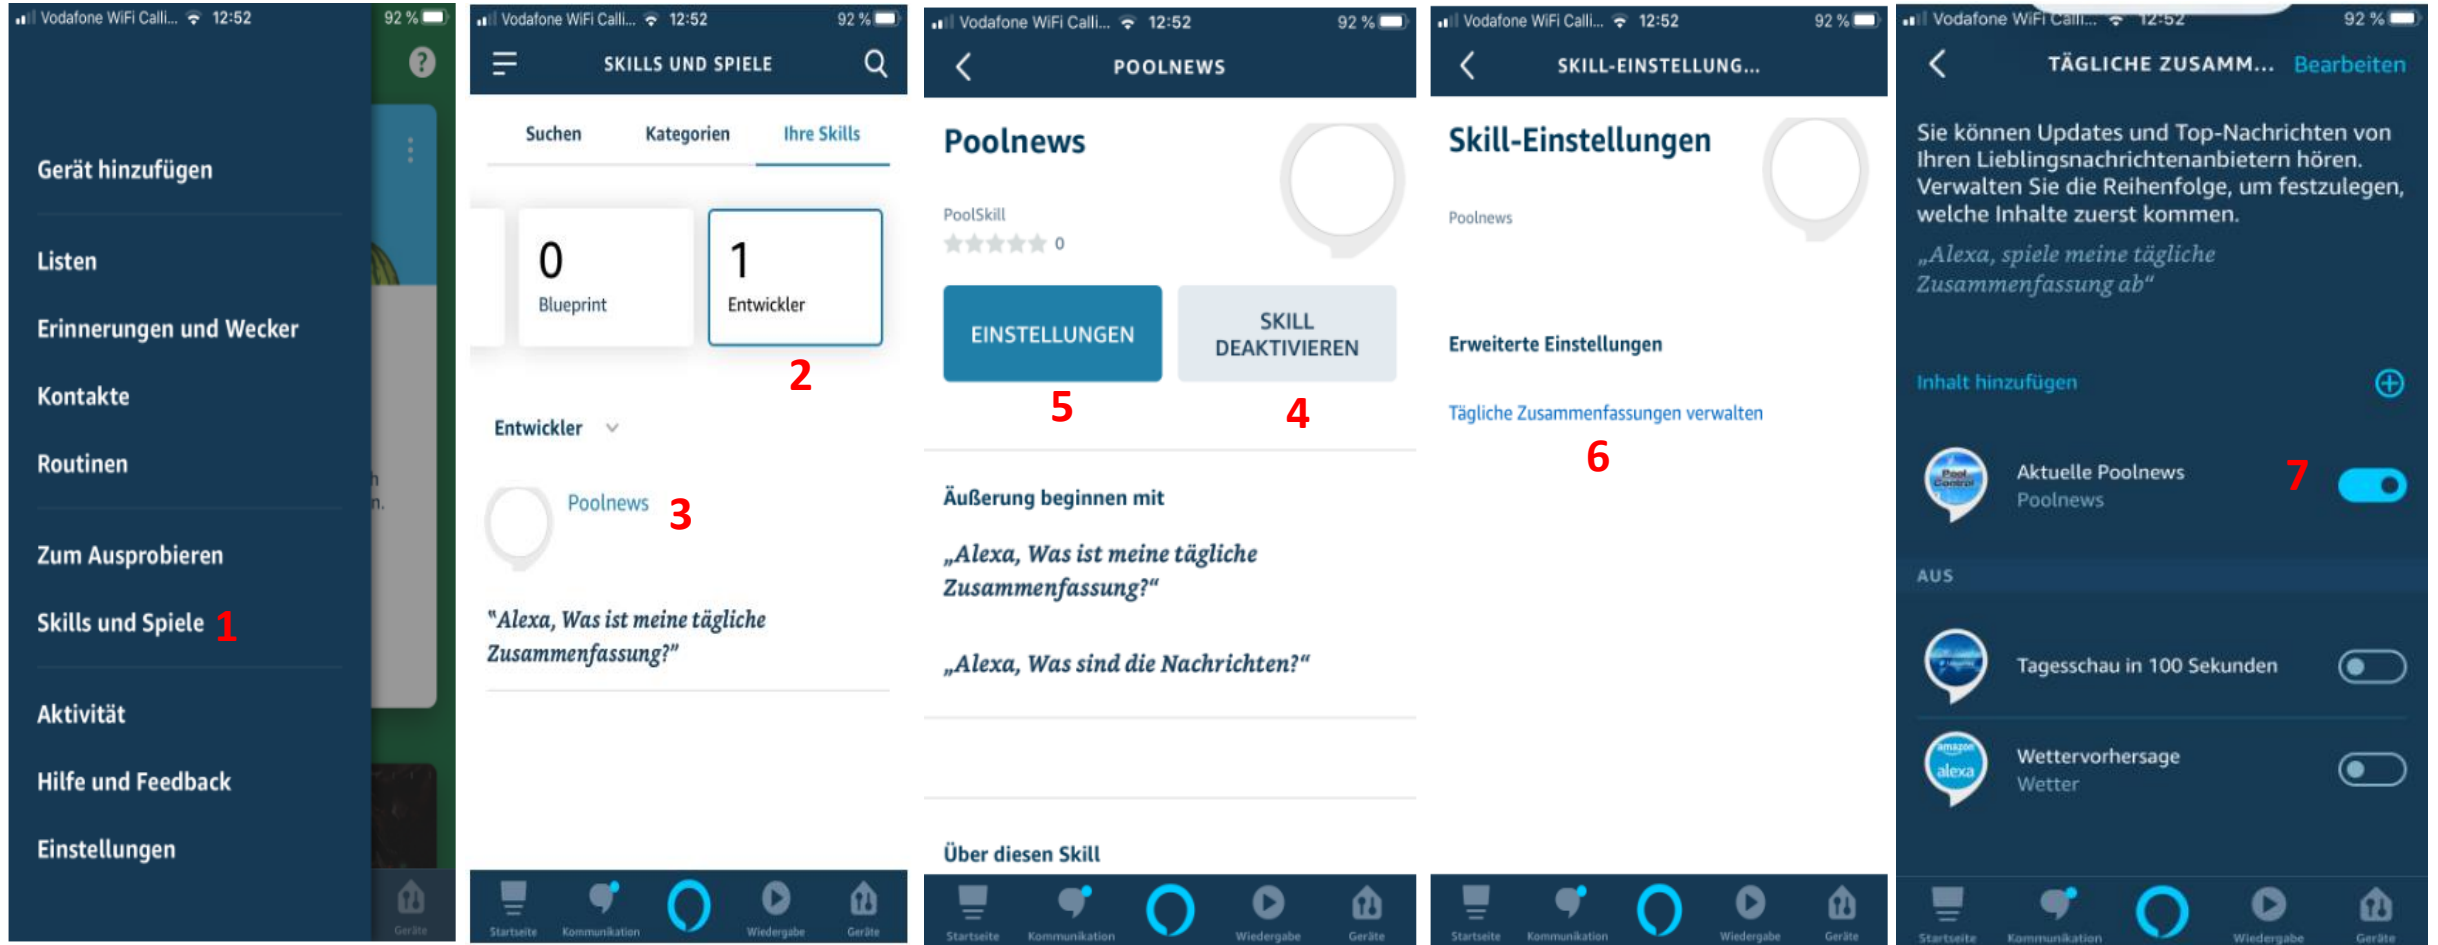 Vodafone WiFi Calli... 12:52 92 %
?
Gerät hinzufügen
Listen
Erinnerungen und Wecker
Kontakte
Routinen
Zum Ausprobieren
Skills und Spiele 1
Aktivität
Hilfe und Feedback
Einstellungen
h
n.
Geräte
Vodafone WiFi Calli... 12:52 92 %
SKILLS UND SPIELE
Suchen Kategorien Ihre Skills
0
Blueprint
1
Entwickler
2
Entwickler
Poolnews 3
"Alexa, Was ist meine tägliche
Zusammenfassung?"
Startseite Kommunikation Wiedergabe Geräte
Vodafone WiFi Calli... 12:52 92 %
POOLNEWS
Poolnews
PoolSkill
0
EINSTELLUNGEN
SKILL
DEAKTIVIEREN
5 4
Äußerung beginnen mit
„Alexa, Was ist meine tägliche
Zusammenfassung?“
„Alexa, Was sind die Nachrichten?“
Über diesen Skill
Startseite Kommunikation Wiedergabe Geräte
Vodafone WiFi Calli... 12:52 92 %
SKILL-EINSTELLUNG...
Skill-Einstellungen
Poolnews
Erweiterte Einstellungen
Tägliche Zusammenfassungen verwalten
6
Startseite Kommunikation Wiedergabe Geräte
Vodafone WiFi Calli... 12:52 92 %
TÄGLICHE ZUSAMM... Bearbeiten
Sie können Updates und Top-Nachrichten von
Ihren Lieblingsnachrichtenanbietern hören.
Verwalten Sie die Reihenfolge, um festzulegen,
welche Inhalte zuerst kommen.
„Alexa, spiele meine tägliche
Zusammenfassung ab“
Inhalt hinzufügen
Pool
Control
Aktuelle Poolnews 7
Poolnews
AUS
Tagesschau in 100 Sekunden
amazon
alexa
Wettervorhersage
Wetter
Startseite Kommunikation Wiedergabe Geräte